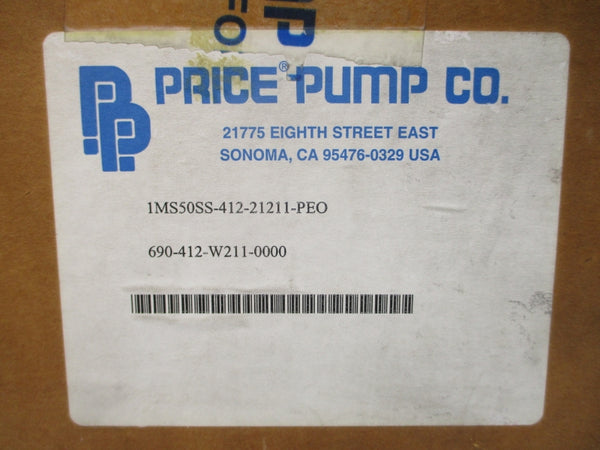 PRICE® PUMP CO.
21775 EIGHTH STREET EAST
SONOMA, CA 95476-0329 USA
1MS50SS-412-21211-PEO
690-412-W211-0000